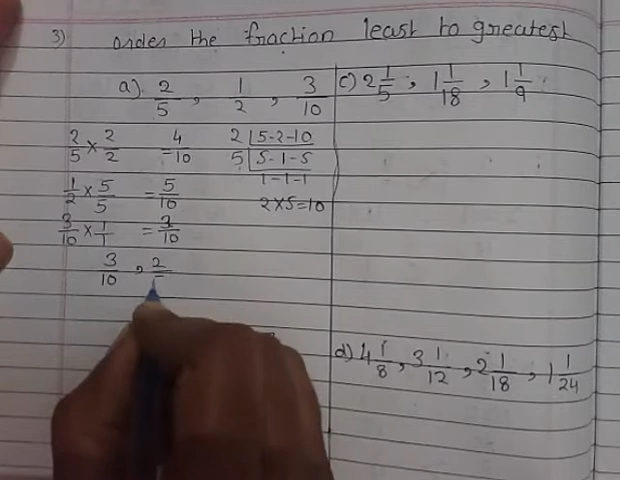 3) order the fraction least to greatest
a) 2/5, 1/2, 3/10
2/5 × 2/2 = 4/10
2 | 5-2-10
5 | 5-1-5
1-1-1
2×5=10
1/2 × 5/5 = 5/10
3/10 × 1/1 = 3/10
3/10, 2/
c) 2 1/5, 1 1/18, 1 1/9
d) 4 1/8, 3 1/12, 2 1/18, 1 1/24